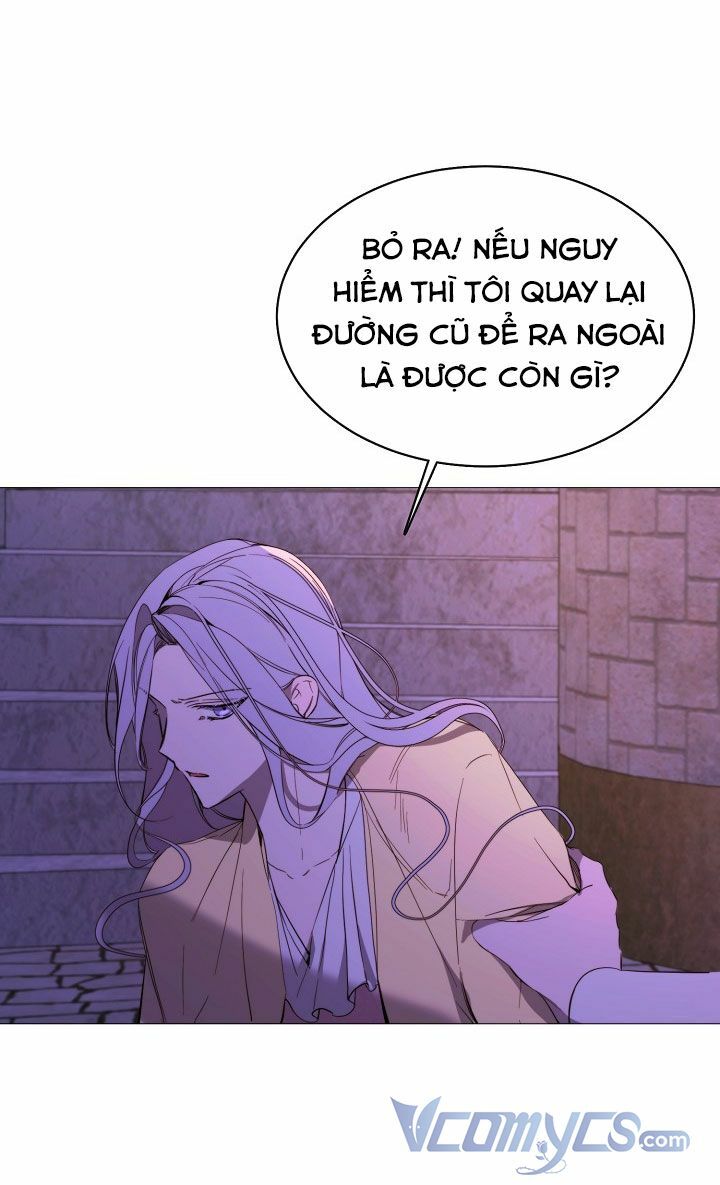 BỎ RA! NẾU NGUY
HIỂM THÌ TÔI QUAY LẠI
ĐƯỜNG CŨ ĐỂ RA NGOÀI
LÀ ĐƯỢC CÒN GÌ?
VCOMYCS.com